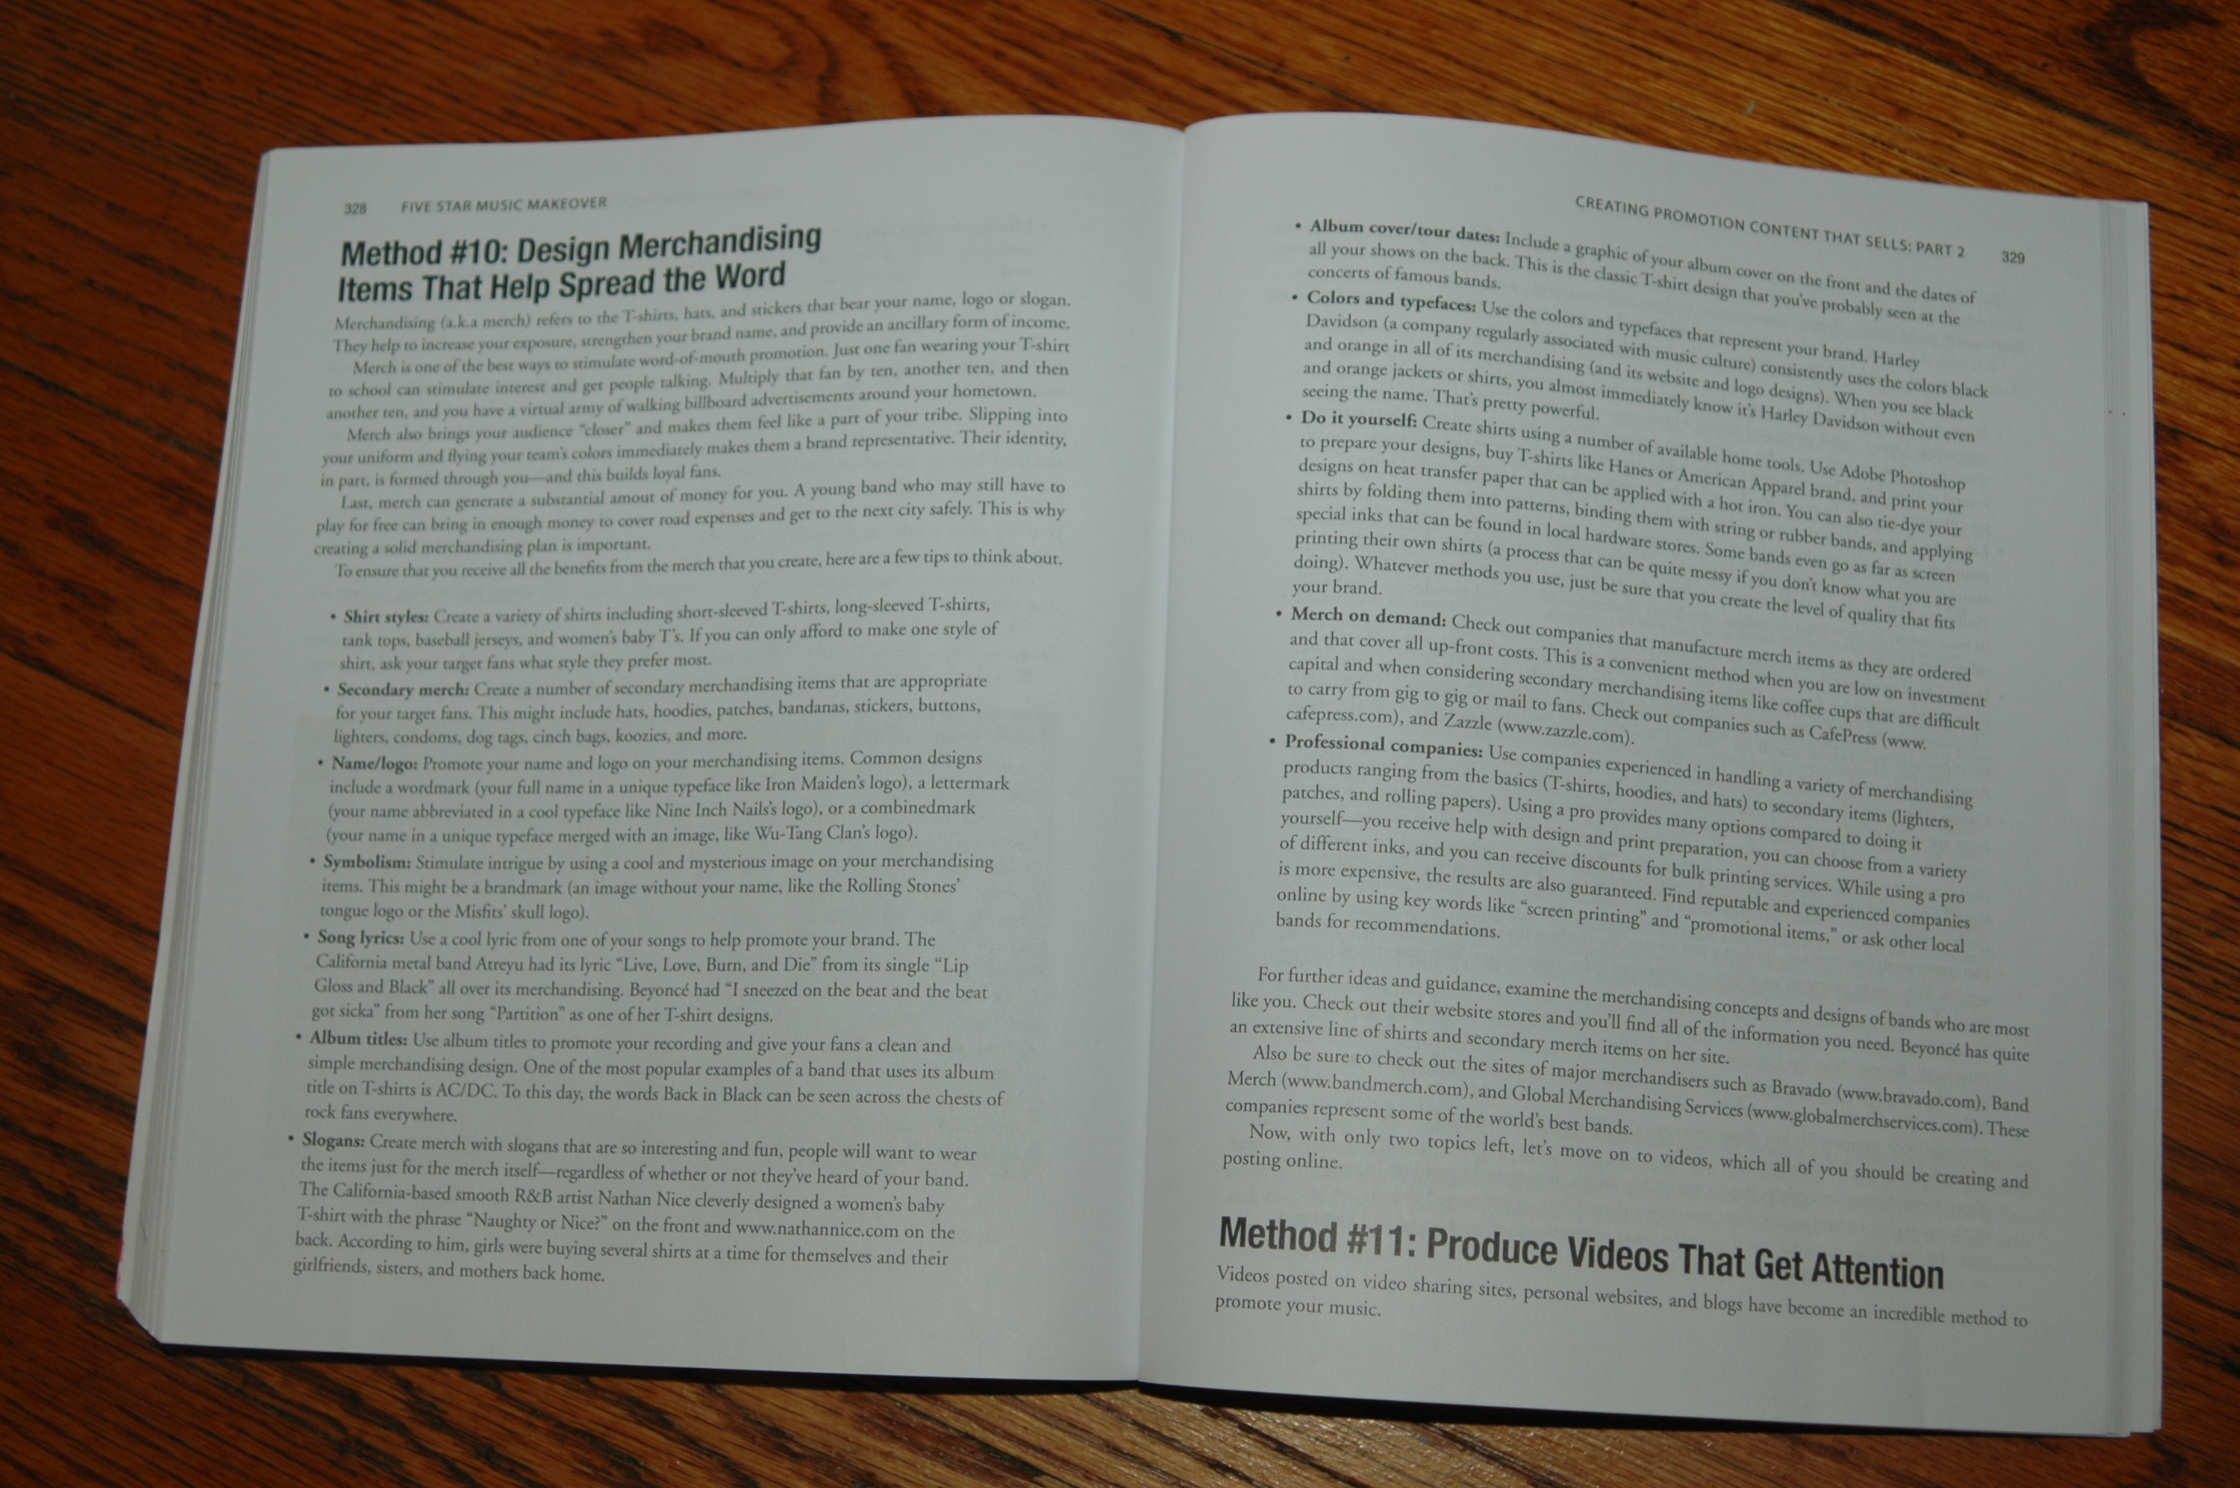 328 FIVE STAR MUSIC MAKEOVER
Method #10: Design Merchandising
Items That Help Spread the Word
Merchandising (a.k.a merch) refers to the T-shirts, hats, and stickers that bear your name, logo or slogan.
They help to increase your exposure, strengthen your brand name, and provide an ancillary form of income.
Merch is one of the best ways to stimulate word-of-mouth promotion. Just one fan wearing your T-shirt
to school can stimulate interest and get people talking. Multiply that fan by ten, another ten, and then
another ten, and you have a virtual army of walking billboard advertisements around your hometown.
Merch also brings your audience “closer” and makes them feel like a part of your tribe. Slipping into
your uniform and flying your team's colors immediately makes them a brand representative. Their identity,
in part, is formed through you—and this builds loyal fans.
Last, merch can generate a substantial amout of money for you. A young band who may still have to
play for free can bring in enough money to cover road expenses and get to the next city safely. This is why
creating a solid merchandising plan is important.
To ensure that you receive all the benefits from the merch that you create, here are a few tips to think about.
• Shirt styles: Create a variety of shirts including short-sleeved T-shirts, long-sleeved T-shirts,
tank tops, baseball jerseys, and women's baby T's. If you can only afford to make one style of
shirt, ask your target fans what style they prefer most.
• Secondary merch: Create a number of secondary merchandising items that are appropriate
for your target fans. This might include hats, hoodies, patches, bandanas, stickers, buttons,
lighters, condoms, dog tags, cinch bags, koozies, and more.
• Name/logo: Promote your name and logo on your merchandising items. Common designs
include a wordmark (your full name in a unique typeface like Iron Maiden's logo), a lettermark
(your name abbreviated in a cool typeface like Nine Inch Nails's logo), or a combinedmark
(your name in a unique typeface merged with an image, like Wu-Tang Clan's logo).
• Symbolism: Stimulate intrigue by using a cool and mysterious image on your merchandising
items. This might be a brandmark (an image without your name, like the Rolling Stones'
tongue logo or the Misfits' skull logo).
• Song lyrics: Use a cool lyric from one of your songs to help promote your brand. The
California metal band Atreyu had its lyric “Live, Love, Burn, and Die” from its single “Lip
Gloss and Black” all over its merchandising. Beyoncé had “I sneezed on the beat and the beat
got sicka” from her song “Partition” as one of her T-shirt designs.
• Album titles: Use album titles to promote your recording and give your fans a clean and
simple merchandising design. One of the most popular examples of a band that uses its album
title on T-shirts is AC/DC. To this day, the words Back in Black can be seen across the chests of
rock fans everywhere.
• Slogans: Create merch with slogans that are so interesting and fun, people will want to wear
the items just for the merch itself—regardless of whether or not they've heard of your band.
The California-based smooth R&B artist Nathan Nice cleverly designed a women's baby
T-shirt with the phrase “Naughty or Nice?” on the front and www.nathannice.com on the
back. According to him, girls were buying several shirts at a time for themselves and their
girlfriends, sisters, and mothers back home.
CREATING PROMOTION CONTENT THAT SELLS: PART 2 329
• Album cover/tour dates: Include a graphic of your album cover on the front and the dates of
all your shows on the back. This is the classic T-shirt design that you've probably seen at the
concerts of famous bands.
• Colors and typefaces: Use the colors and typefaces that represent your brand. Harley
Davidson (a company regularly associated with music culture) consistently uses the colors black
and orange in all of its merchandising (and its website and logo designs). When you see black
and orange jackets or shirts, you almost immediately know it's Harley Davidson without even
seeing the name. That's pretty powerful.
• Do it yourself: Create shirts using a number of available home tools. Use Adobe Photoshop
to prepare your designs, buy T-shirts like Hanes or American Apparel brand, and print your
designs on heat transfer paper that can be applied with a hot iron. You can also tie-dye your
shirts by folding them into patterns, binding them with string or rubber bands, and applying
special inks that can be found in local hardware stores. Some bands even go as far as screen
printing their own shirts (a process that can be quite messy if you don't know what you are
doing). Whatever methods you use, just be sure that you create the level of quality that fits
your brand.
• Merch on demand: Check out companies that manufacture merch items as they are ordered
and that cover all up-front costs. This is a convenient method when you are low on investment
capital and when considering secondary merchandising items like coffee cups that are difficult
to carry from gig to gig or mail to fans. Check out companies such as CafePress (www.
cafepress.com), and Zazzle (www.zazzle.com).
• Professional companies: Use companies experienced in handling a variety of merchandising
products ranging from the basics (T-shirts, hoodies, and hats) to secondary items (lighters,
patches, and rolling papers). Using a pro provides many options compared to doing it
yourself—you receive help with design and print preparation, you can choose from a variety
of different inks, and you can receive discounts for bulk printing services. While using a pro
is more expensive, the results are also guaranteed. Find reputable and experienced companies
online by using key words like “screen printing” and “promotional items,” or ask other local
bands for recommendations.
For further ideas and guidance, examine the merchandising concepts and designs of bands who are most
like you. Check out their website stores and you'll find all of the information you need. Beyoncé has quite
an extensive line of shirts and secondary merch items on her site.
Also be sure to check out the sites of major merchandisers such as Bravado (www.bravado.com), Band
Merch (www.bandmerch.com), and Global Merchandising Services (www.globalmerchservices.com). These
companies represent some of the world's best bands.
Now, with only two topics left, let's move on to videos, which all of you should be creating and
posting online.
Method #11: Produce Videos That Get Attention
Videos posted on video sharing sites, personal websites, and blogs have become an incredible method to
promote your music.